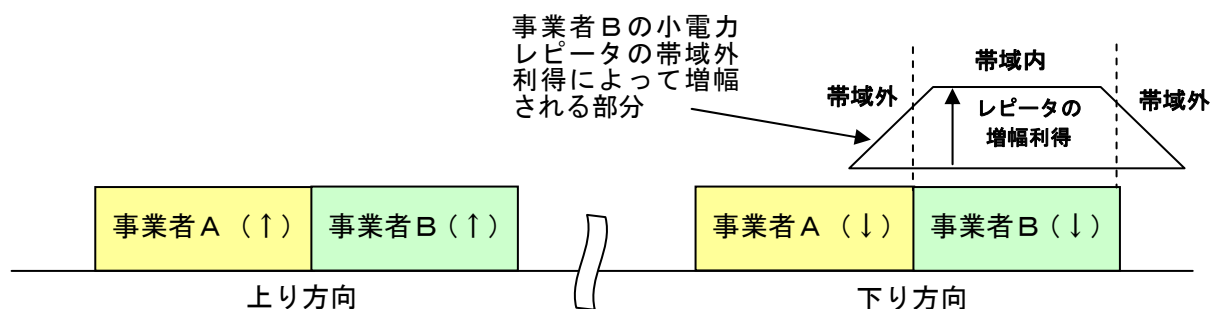 事業者Ｂの小電力
レピータの帯域外
利得によって増幅
される部分
帯域内
帯域外
帯域外
レピータの
増幅利得
事業者Ａ（↑）
事業者Ｂ（↑）
事業者Ａ（↓）
事業者Ｂ（↓）
上り方向
下り方向